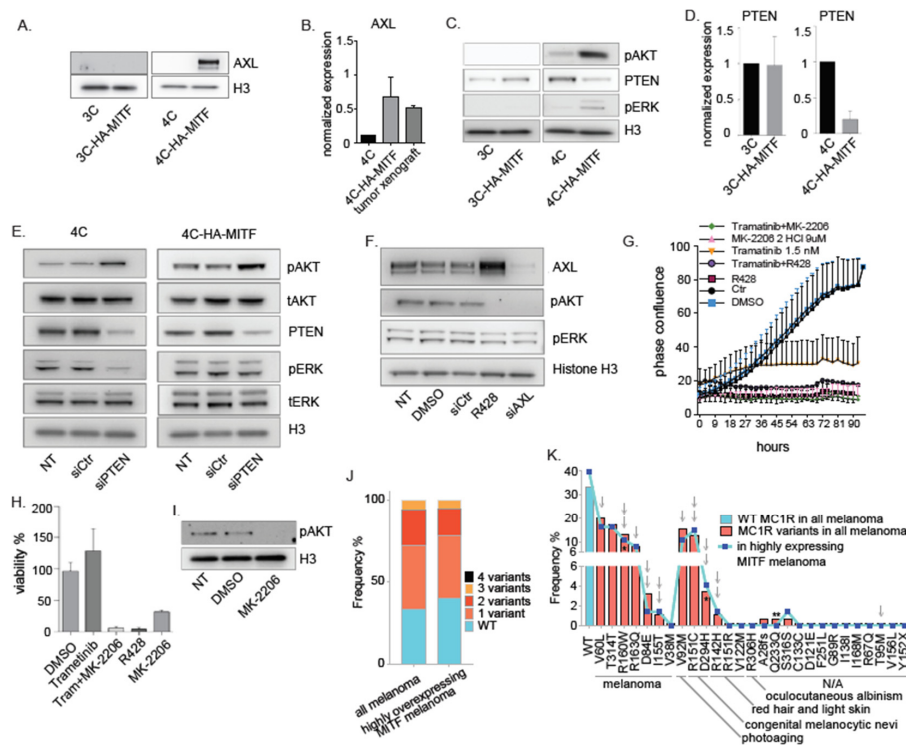 A.
AXL
H3
3C
3C-HA-MITF
4C
4C-HA-MITF
B.
AXL
normalized expression
1.5
1
0.5
0
4C
4C-HA-MITF
tumor xenograft
C.
pAKT
PTEN
pERK
H3
3C
3C-HA-MITF
4C
4C-HA-MITF
D.
PTEN
PTEN
normalized expression
1.5
1
0.5
0
1.5
1
0.5
0
3C
3C-HA-MITF
4C
4C-HA-MITF
E.
4C
4C-HA-MITF
pAKT
tAKT
PTEN
pERK
tERK
H3
NT
siCtr
siPTEN
NT
siCtr
siPTEN
F.
AXL
pAKT
pERK
Histone H3
NT
DMSO
siCtr
R428
siAXL
G.
Tramatinib+MK-2206
MK-2206 2 HCl 9uM
Tramatinib 1.5 nM
Tramatinib+R428
R428
Ctr
DMSO
phase confluence
100
80
60
40
20
0
0 9 18 27 36 45 54 63 72 81 90
hours
H.
viability %
200
150
100
50
0
DMSO
Trametinib
Tram+MK-2206
R428
MK-2206
I.
pAKT
H3
NT
DMSO
MK-2206
J.
Frequency %
100
50
0
4 variants
3 variants
2 variants
1 variant
WT
all melanoma
highly overexpressing
MITF melanoma
K.
WT MC1R in all melanoma
MC1R variants in all melanoma
in highly expressing
MITF melanoma
Frequency %
40
30
20
10
6
6
4
2
0
*
*
**
WT
V60L
T314T
R160W
R163Q
D84E
I155T
V38M
V92M
R151C
D294H
R142H
R151R
V122M
R306H
A28fs
Q233Q
S316S
C133C
D121E
F251L
G89R
I138I
I168M
R67Q
T95M
V156L
Y152X
melanoma
N/A
oculocutaneous albinism
red hair and light skin
congenital melanocytic nevi
photoaging